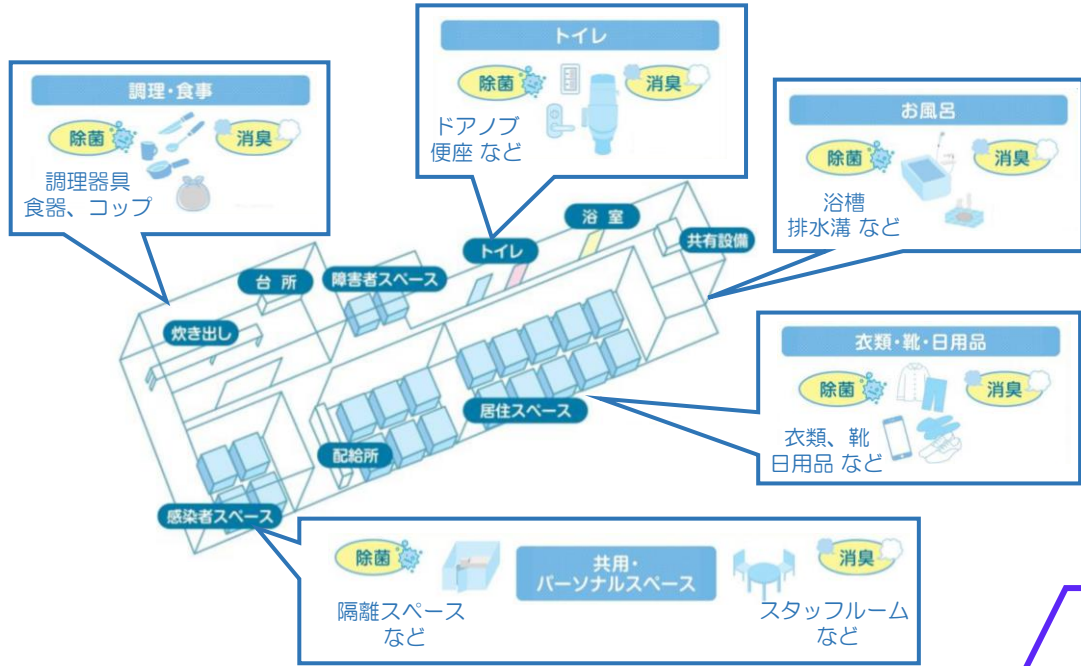 トイレ
除菌
消臭
ドアノブ
便座 など
調理・食事
除菌
消臭
調理器具
食器、コップ
お風呂
除菌
消臭
浴槽
排水溝 など
浴 室
トイレ
共有設備
台 所
障害者スペース
炊き出し
居住スペース
配給所
感染者スペース
衣類・靴・日用品
除菌
消臭
衣類、靴
日用品 など
除菌
共用・
パーソナルスペース
消臭
隔離スペース
など
スタッフルーム
など